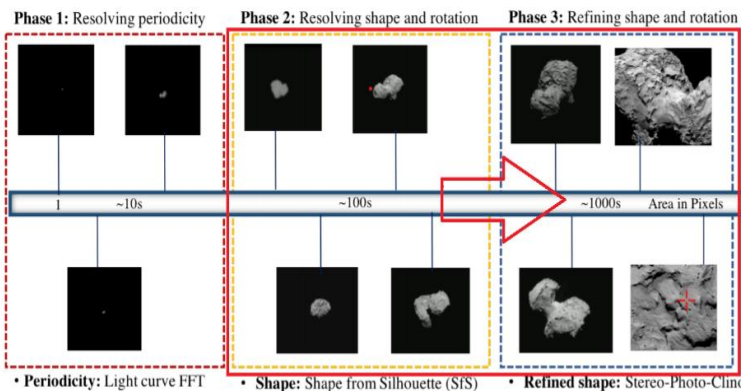 Phase 1: Resolving periodicity
Phase 2: Resolving shape and rotation
Phase 3: Refining shape and rotation
1
~10s
~100s
~1000s
Area in Pixels
• Periodicity: Light curve FFT
• Shape: Shape from Silhouette (SfS)
• Refined shape: Stereo-Photo-Clin